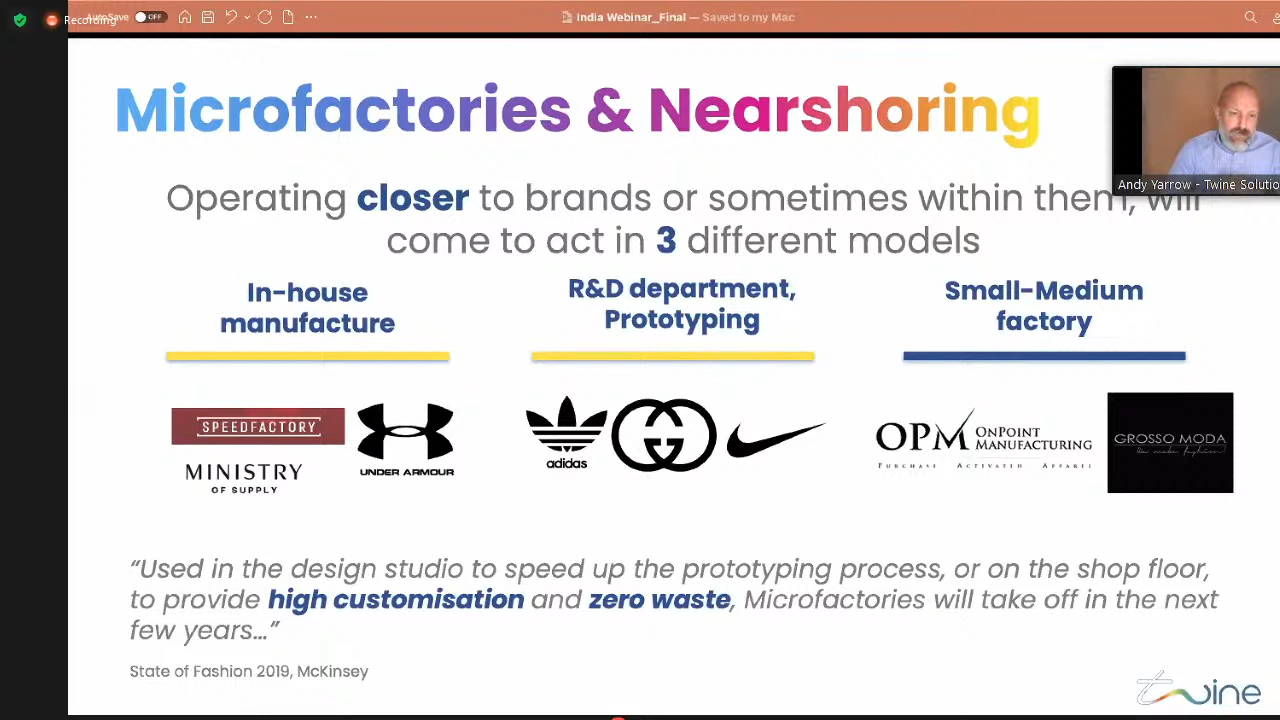 Recording
AutoSave
OFF
India Webinar_Final — Saved to my Mac
Microfactories & Nearshoring
Andy Yarrow - Twine Solutio
Operating closer to brands or sometimes within them, will
come to act in 3 different models
In-house
manufacture
R&D department,
Prototyping
Small-Medium
factory
SPEEDFACTORY
MINISTRY
OF SUPPLY
UNDER ARMOUR
adidas
OPM ONPOINT
MANUFACTURING
PURCHASE ACTIVATED APPAREL
GROSSO MODA
“Used in the design studio to speed up the prototyping process, or on the shop floor,
to provide high customisation and zero waste, Microfactories will take off in the next
few years…”
State of Fashion 2019, McKinsey
twine